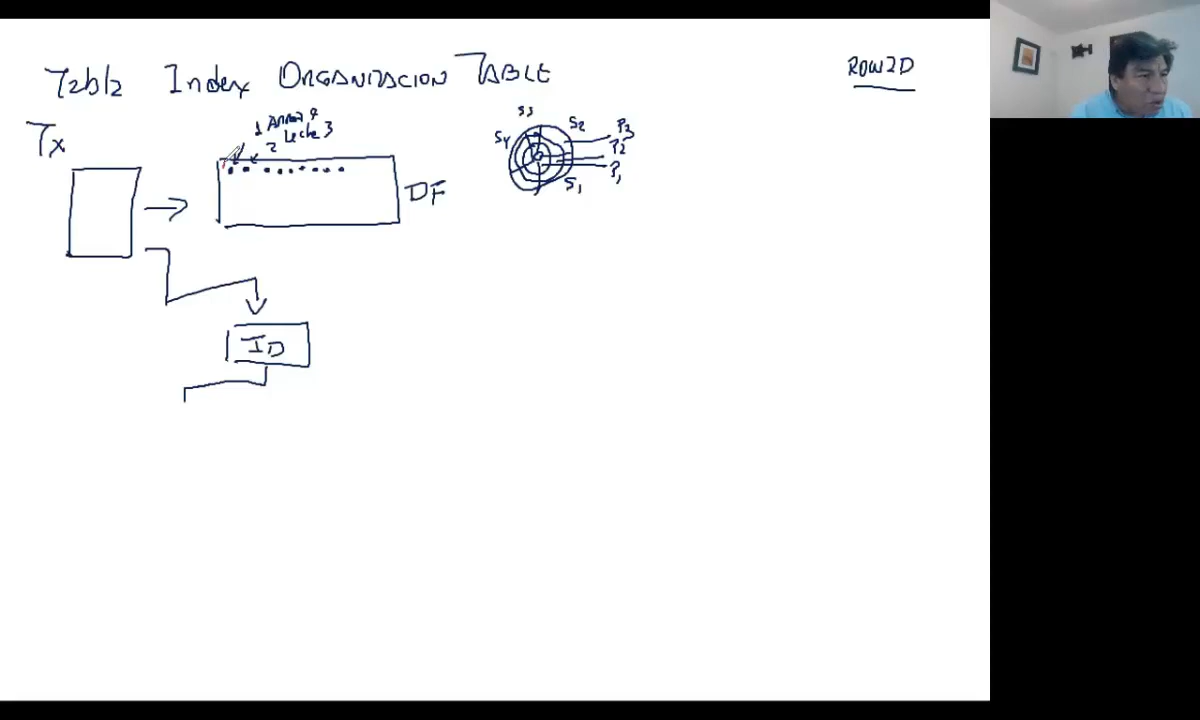 Tabla Index ORGANIZACION TABLE
ROWID
Tx
1 Arroz 4
2 Leche 3
DF
S3
S2
S4
S1
P3
P2
P1
ID